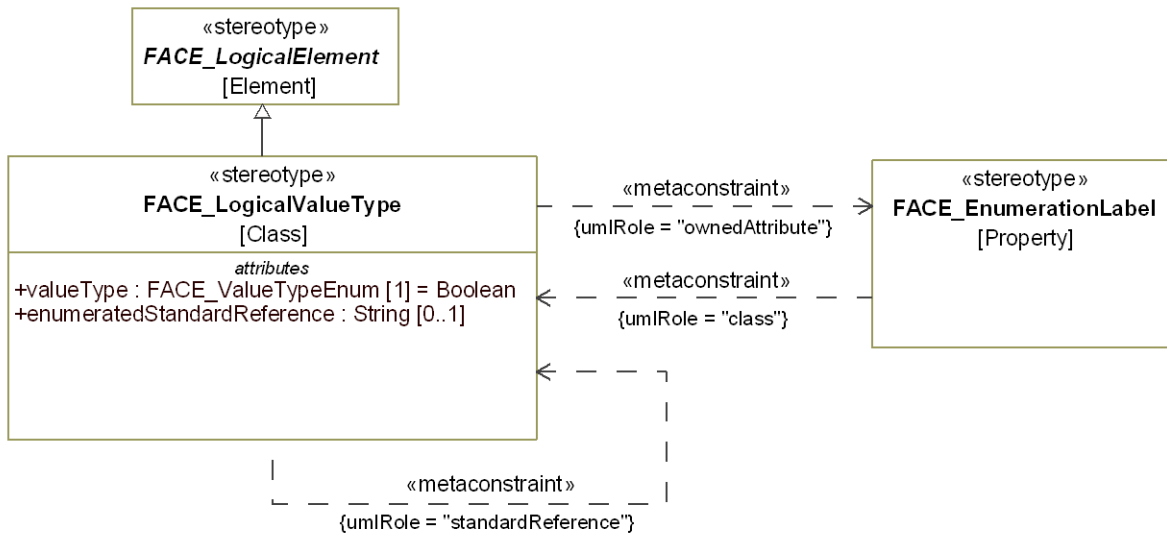 «stereotype»
FACE_LogicalElement
[Element]
«stereotype»
FACE_LogicalValueType
[Class]
attributes
+valueType : FACE_ValueTypeEnum [1] = Boolean
+enumeratedStandardReference : String [0..1]
«metaconstraint»
{umlRole = "ownedAttribute"}
«metaconstraint»
{umlRole = "class"}
«stereotype»
FACE_EnumerationLabel
[Property]
«metaconstraint»
{umlRole = "standardReference"}